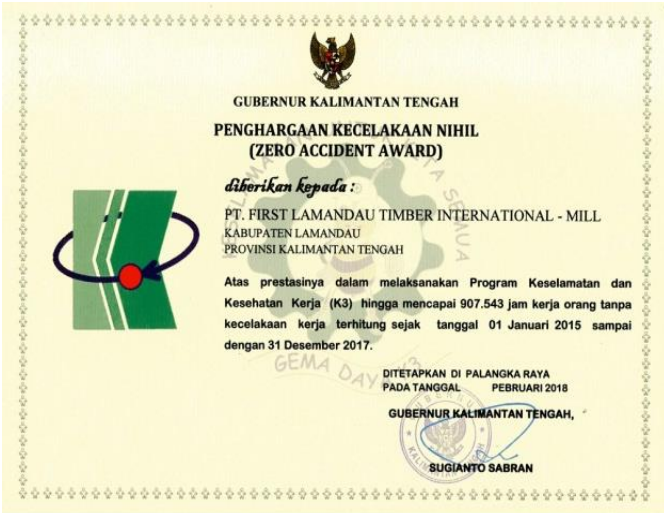 GUBERNUR KALIMANTAN TENGAH
PENGHARGAAN KECELAKAAN NIHIL
(ZERO ACCIDENT AWARD)
diberikan kepada :
PT. FIRST LAMANDAU TIMBER INTERNATIONAL - MILL
KABUPATEN LAMANDAU
PROVINSI KALIMANTAN TENGAH
Atas prestasinya dalam melaksanakan Program Keselamatan dan
Kesehatan Kerja (K3) hingga mencapai 907.543 jam kerja orang tanpa
kecelakaan kerja terhitung sejak tanggal 01 Januari 2015 sampai
dengan 31 Desember 2017.
DITETAPKAN DI PALANGKA RAYA
PADA TANGGAL PEBRUARI 2018
GUBERNUR KALIMANTAN TENGAH,
SUGIANTO SABRAN
GEMA DAYA
SEMUA